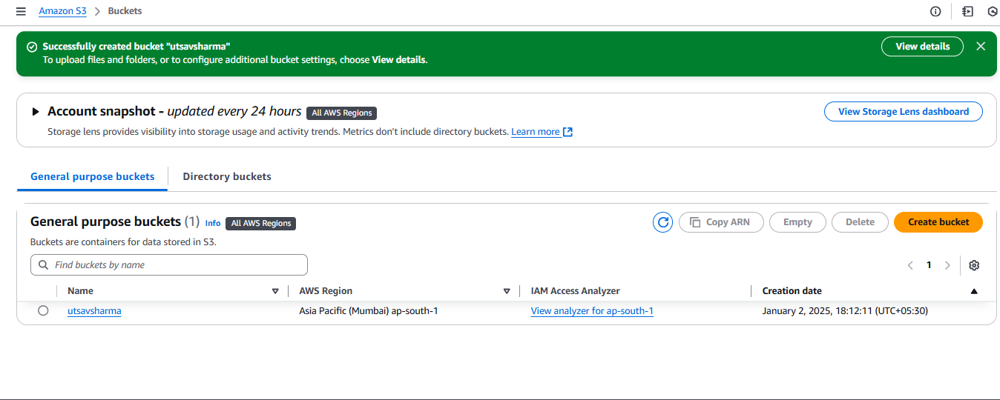 Amazon S3 > Buckets
Successfully created bucket "utsavsharma"
View details
To upload files and folders, or to configure additional bucket settings, choose View details.
Account snapshot - updated every 24 hours All AWS Regions
View Storage Lens dashboard
Storage lens provides visibility into storage usage and activity trends. Metrics don't include directory buckets. Learn more
General purpose buckets Directory buckets
General purpose buckets (1) Info All AWS Regions
Copy ARN Empty Delete Create bucket
Buckets are containers for data stored in S3.
Find buckets by name
1
Name AWS Region IAM Access Analyzer Creation date
utsavsharma Asia Pacific (Mumbai) ap-south-1 View analyzer for ap-south-1 January 2, 2025, 18:12:11 (UTC+05:30)